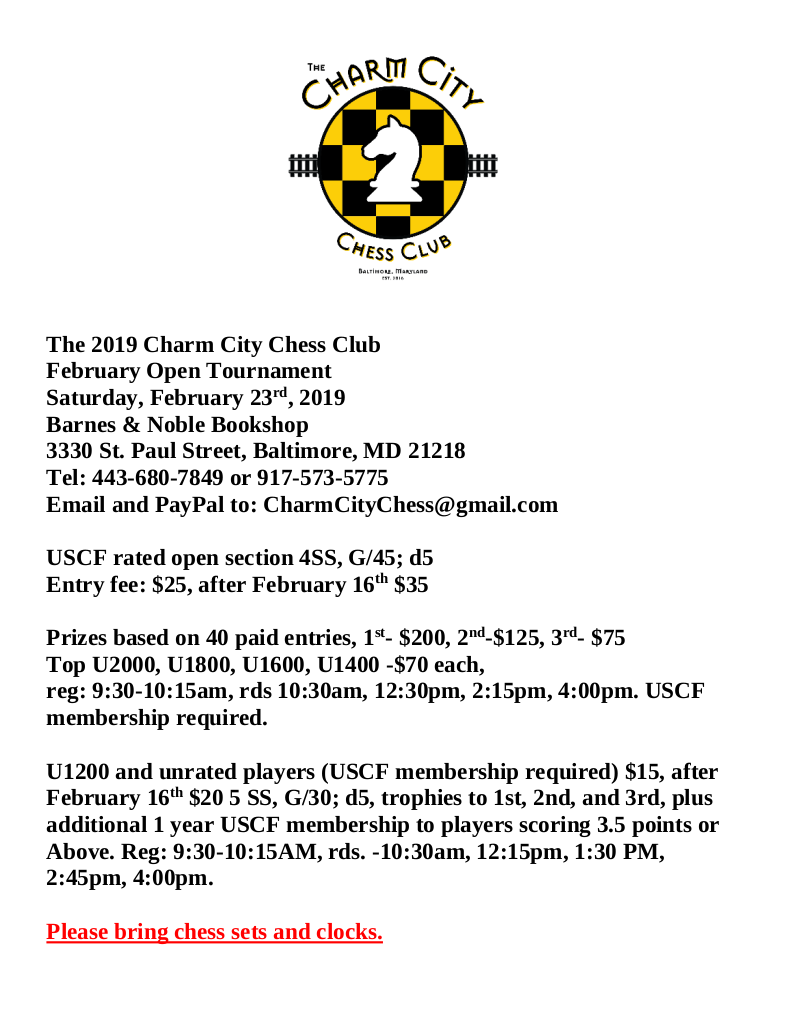 THE
CHARM CITY
CHESS CLUB
BALTIMORE, MARYLAND
EST. 2016
The 2019 Charm City Chess Club
February Open Tournament
Saturday, February 23rd, 2019
Barnes & Noble Bookshop
3330 St. Paul Street, Baltimore, MD 21218
Tel: 443-680-7849 or 917-573-5775
Email and PayPal to: CharmCityChess@gmail.com
USCF rated open section 4SS, G/45; d5
Entry fee: $25, after February 16th $35
Prizes based on 40 paid entries, 1st- $200, 2nd-$125, 3rd- $75
Top U2000, U1800, U1600, U1400 -$70 each,
reg: 9:30-10:15am, rds 10:30am, 12:30pm, 2:15pm, 4:00pm. USCF
membership required.
U1200 and unrated players (USCF membership required) $15, after
February 16th $20 5 SS, G/30; d5, trophies to 1st, 2nd, and 3rd, plus
additional 1 year USCF membership to players scoring 3.5 points or
Above. Reg: 9:30-10:15AM, rds. -10:30am, 12:15pm, 1:30 PM,
2:45pm, 4:00pm.
Please bring chess sets and clocks.